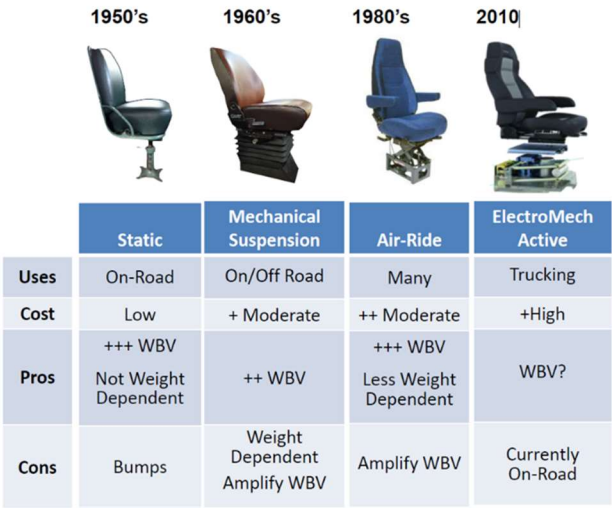 1950's 1960's 1980's 2010
Static Mechanical Suspension Air-Ride ElectroMech Active
Uses On-Road On/Off Road Many Trucking
Cost Low + Moderate ++ Moderate +High
Pros +++ WBV Not Weight Dependent ++ WBV +++ WBV Less Weight Dependent WBV?
Cons Bumps Weight Dependent Amplify WBV Amplify WBV Currently On-Road